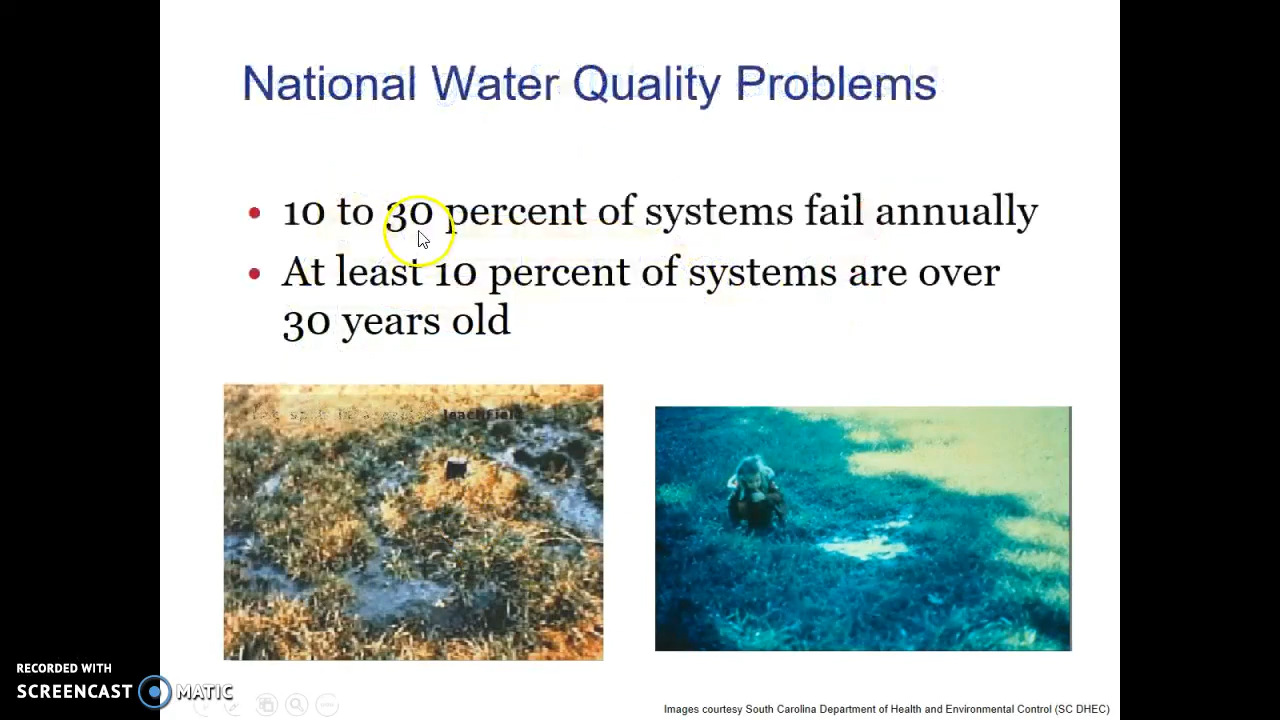 National Water Quality Problems
• 10 to 30 percent of systems fail annually
• At least 10 percent of systems are over
30 years old
leachfield
RECORDED WITH
SCREENCAST MATIC
Images courtesy South Carolina Department of Health and Environmental Control (SC DHEC)